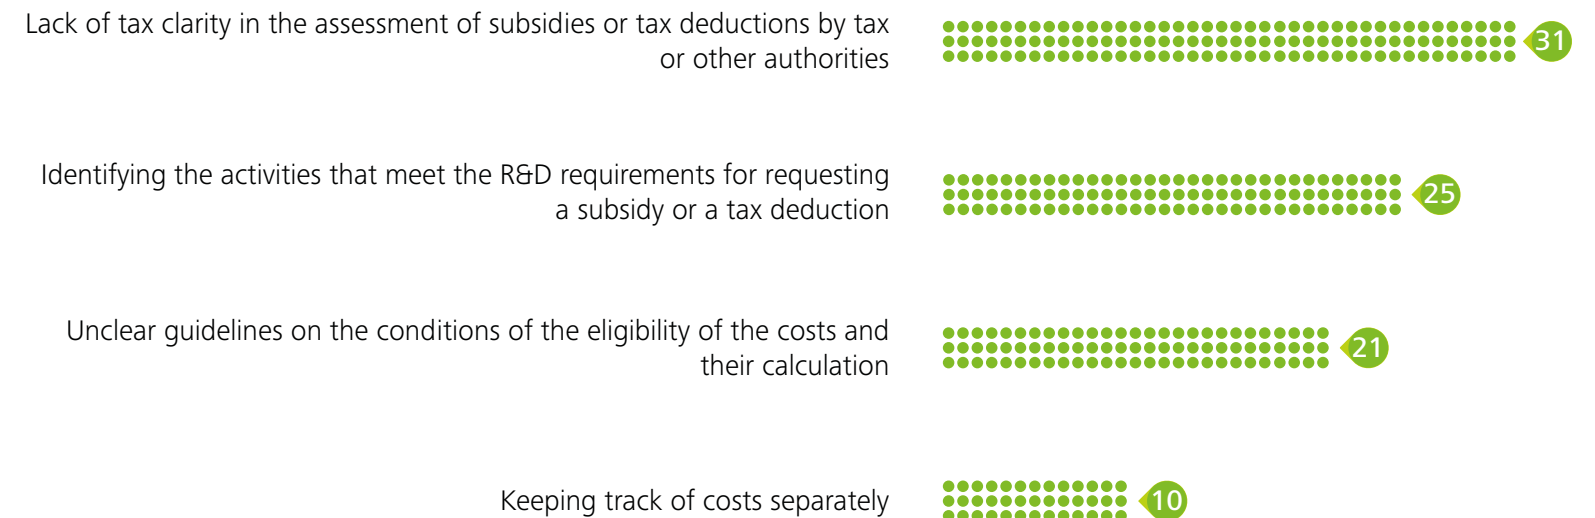 Lack of tax clarity in the assessment of subsidies or tax deductions by tax
or other authorities
31
Identifying the activities that meet the R&D requirements for requesting
a subsidy or a tax deduction
25
Unclear guidelines on the conditions of the eligibility of the costs and
their calculation
21
Keeping track of costs separately
10